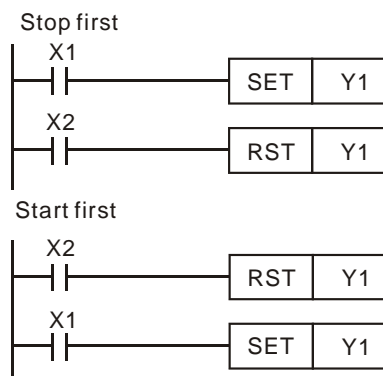 Stop first
X1
SET Y1
X2
RST Y1
Start first
X2
RST Y1
X1
SET Y1